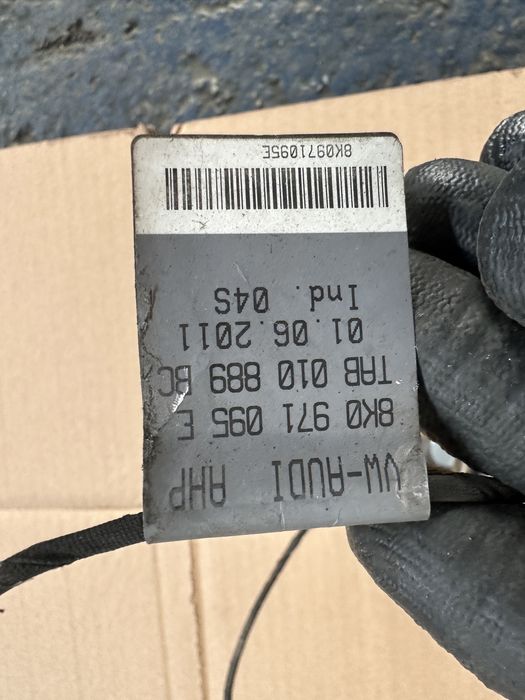 VW-AUDI AHP
8K0 971 095 E
TAB 010 889 BC
01.06.2011
Ind. 04S
8K0971095E